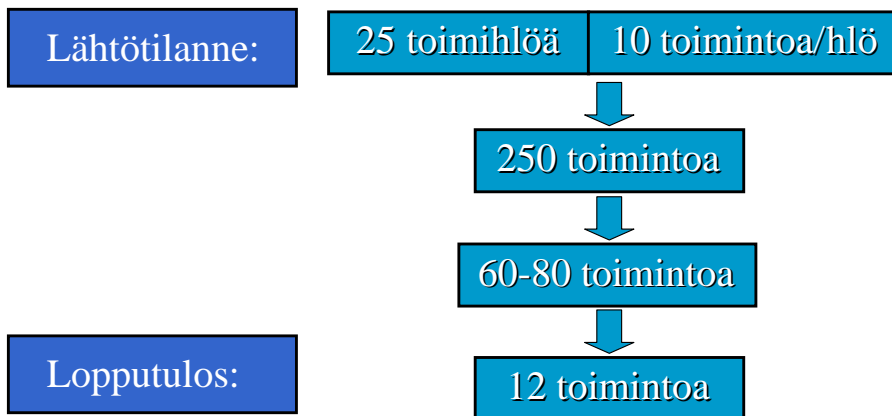 Lähtötilanne:
25 toimihlöä
10 toimintoa/hlö
250 toimintoa
60-80 toimintoa
Lopputulos:
12 toimintoa